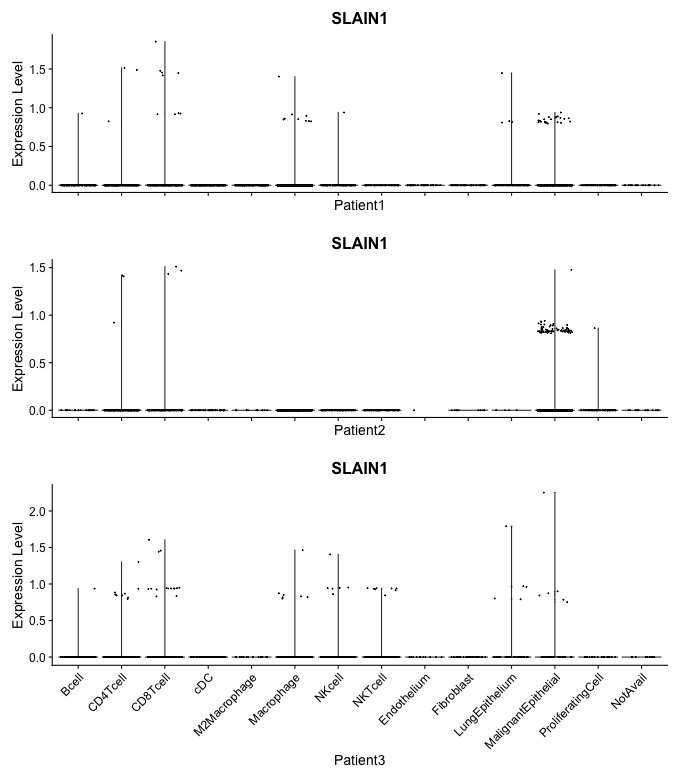 SLAIN1
Expression Level
1.5
1.0
0.5
0.0
Patient1
SLAIN1
Expression Level
1.5
1.0
0.5
0.0
Patient2
SLAIN1
Expression Level
2.0
1.5
1.0
0.5
0.0
Bcell
CD4Tcell
CD8Tcell
cDC
M2Macrophage
Macrophage
NKcell
NKTcell
Endothelium
Fibroblast
LungEpithelium
MalignantEpithelial
ProliferatingCell
NotAvail
Patient3